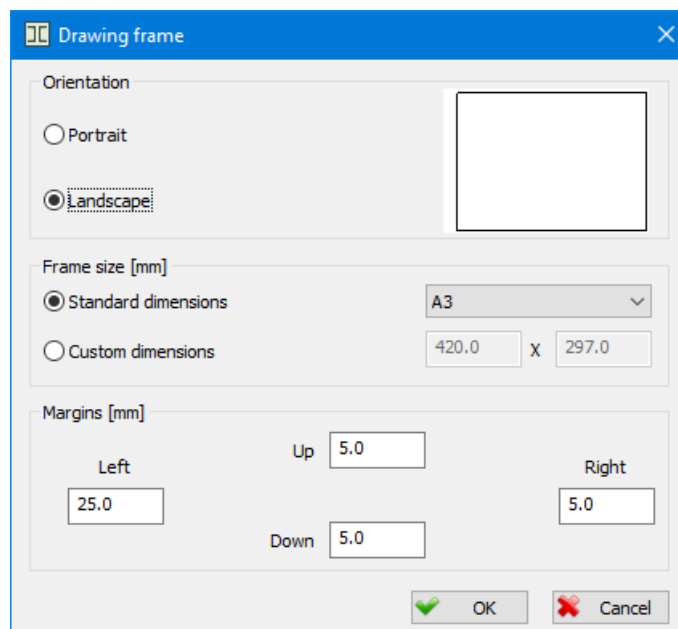 Drawing frame
Orientation
Portrait
Landscape
Frame size [mm]
Standard dimensions
A3
Custom dimensions
420.0 X 297.0
Margins [mm]
Up 5.0
Left
Right
25.0
5.0
Down 5.0
OK
Cancel